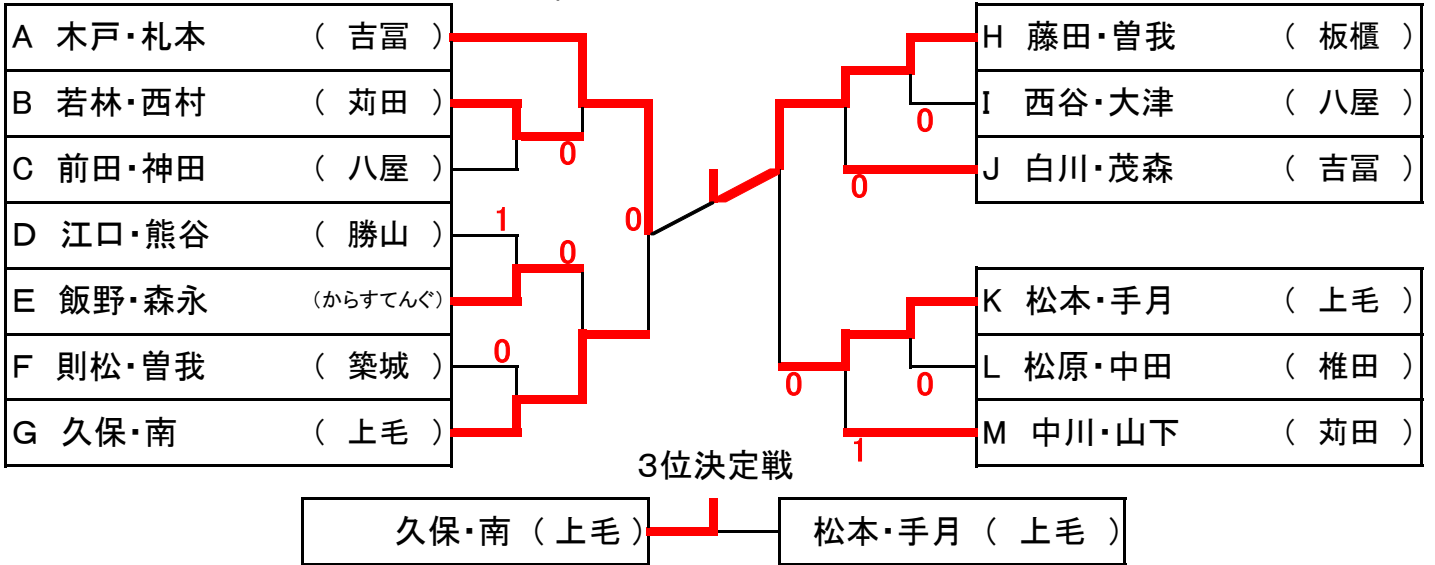 A 木戸・札本 （ 吉冨 ）
B 若林・西村 （ 苅田 ）
C 前田・神田 （ 八屋 ）
D 江口・熊谷 （ 勝山 ）
E 飯野・森永 （からすてんぐ）
F 則松・曽我 （ 築城 ）
G 久保・南 （ 上毛 ）
0
1
0
0
0
H 藤田・曽我 （ 板櫃 ）
I 西谷・大津 （ 八屋 ）
J 白川・茂森 （ 吉冨 ）
0
0
K 松本・手月 （ 上毛 ）
L 松原・中田 （ 椎田 ）
M 中川・山下 （ 苅田 ）
0
0
1
３位決定戦
久保・南 （ 上毛 ）
松本・手月 （ 上毛 ）